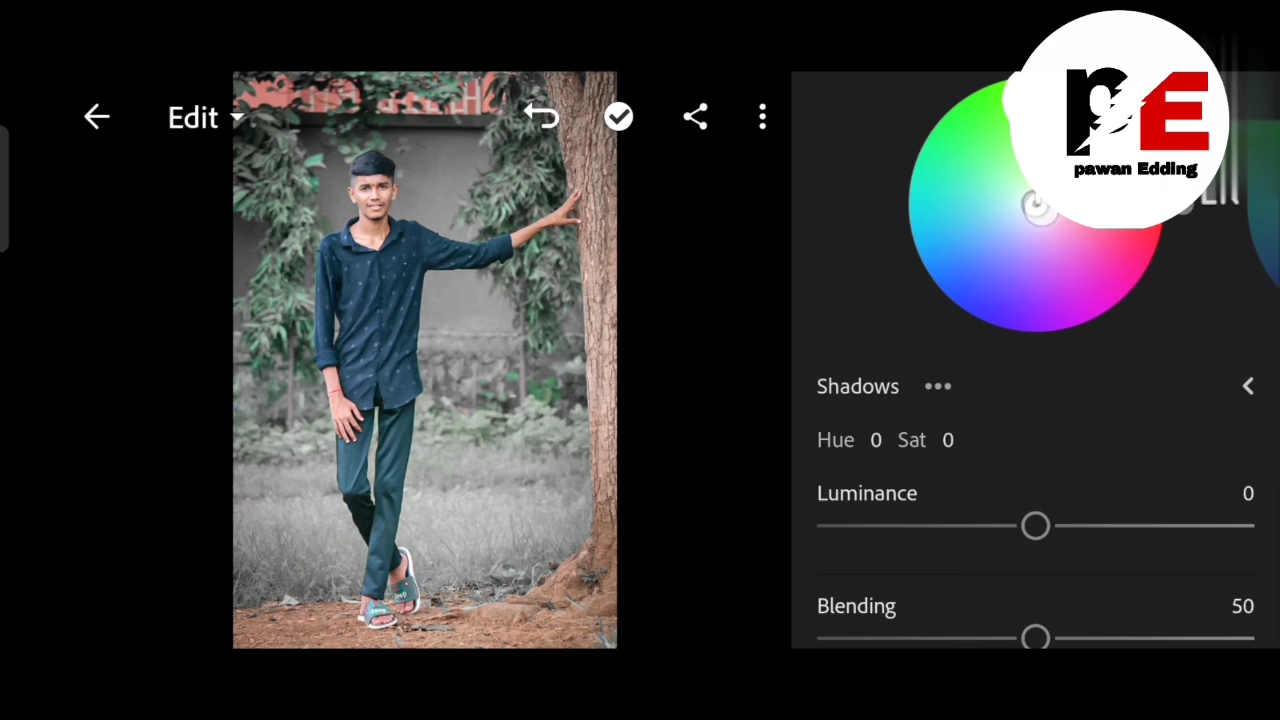 Edit
PE
pawan Edding
Shadows
Hue 0 Sat 0
Luminance 0
Blending 50